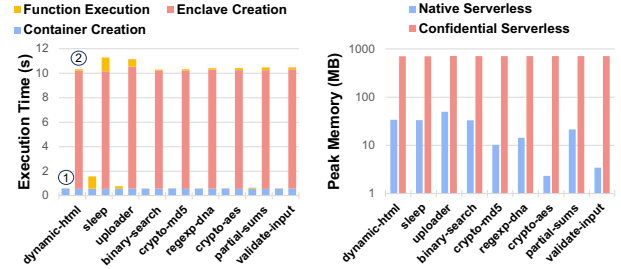 Function Execution Enclave Creation
Container Creation
Execution Time (s)
12
10
8
6
4
2
0
①
②
dynamic-html
sleep
uploader
binary-search
crypto-md5
regexp-dna
crypto-aes
partial-sums
validate-input
Native Serverless
Confidential Serverless
Peak Memory (MB)
1000
100
10
1
dynamic-html
sleep
uploader
binary-search
crypto-md5
regexp-dna
crypto-aes
partial-sums
validate-input